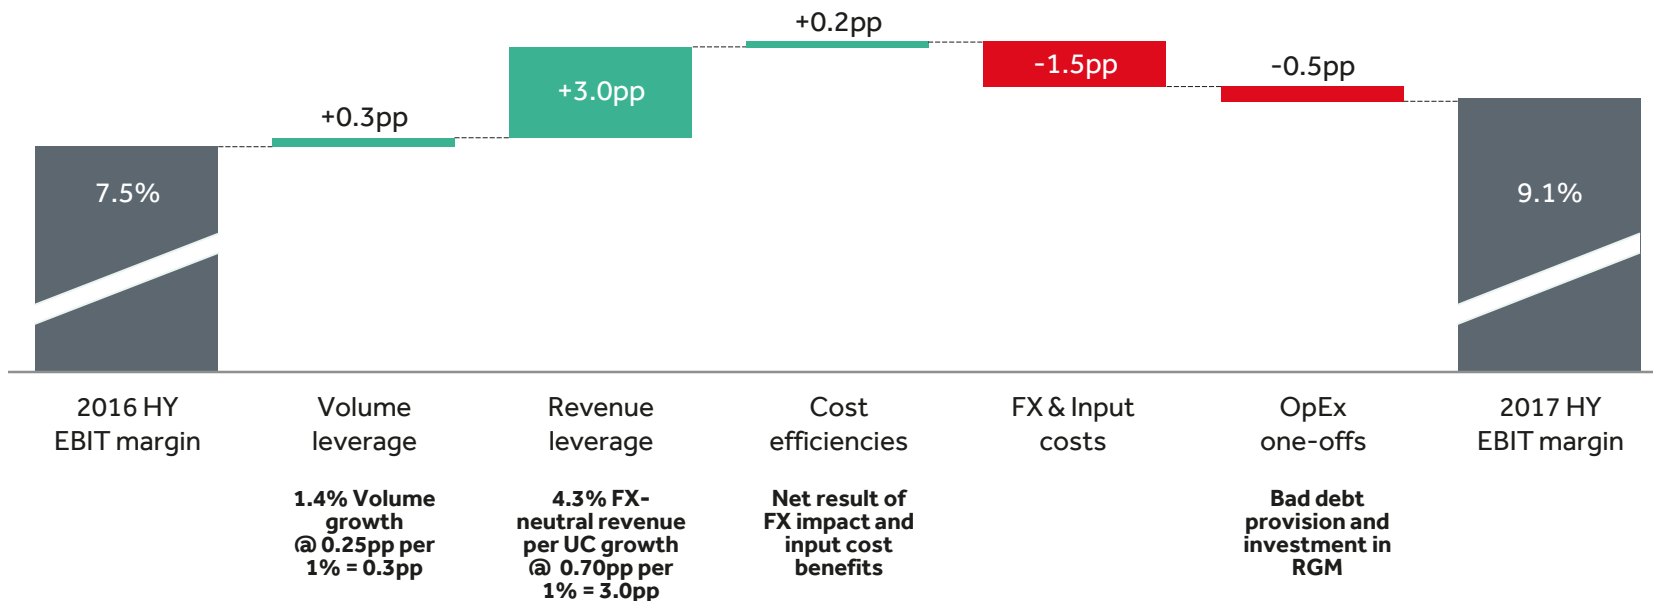 +0.2pp
-1.5pp
-0.5pp
+3.0pp
+0.3pp
7.5%
9.1%
2016 HY
EBIT margin
Volume
leverage
Revenue
leverage
Cost
efficiencies
FX & Input
costs
OpEx
one-offs
2017 HY
EBIT margin
1.4% Volume
growth
@ 0.25pp per
1% = 0.3pp
4.3% FX-
neutral revenue
per UC growth
@ 0.70pp per
1% = 3.0pp
Net result of
FX impact and
input cost
benefits
Bad debt
provision and
investment in
RGM